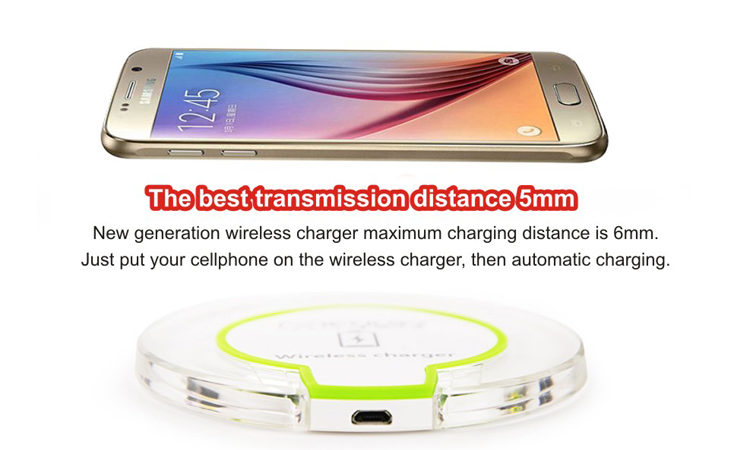 SAMSUNG
12:45
The best transmission distance 5mm
New generation wireless charger maximum charging distance is 6mm.
Just put your cellphone on the wireless charger, then automatic charging.
Wireless charger